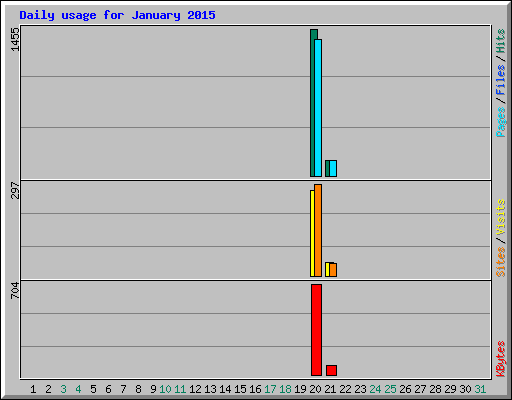 Daily usage for January 2015
1455
297
704
Pages / Files / Hits
Sites / Visits
KBytes
1 2 3 4 5 6 7 8 9 10 11 12 13 14 15 16 17 18 19 20 21 22 23 24 25 26 27 28 29 30 31